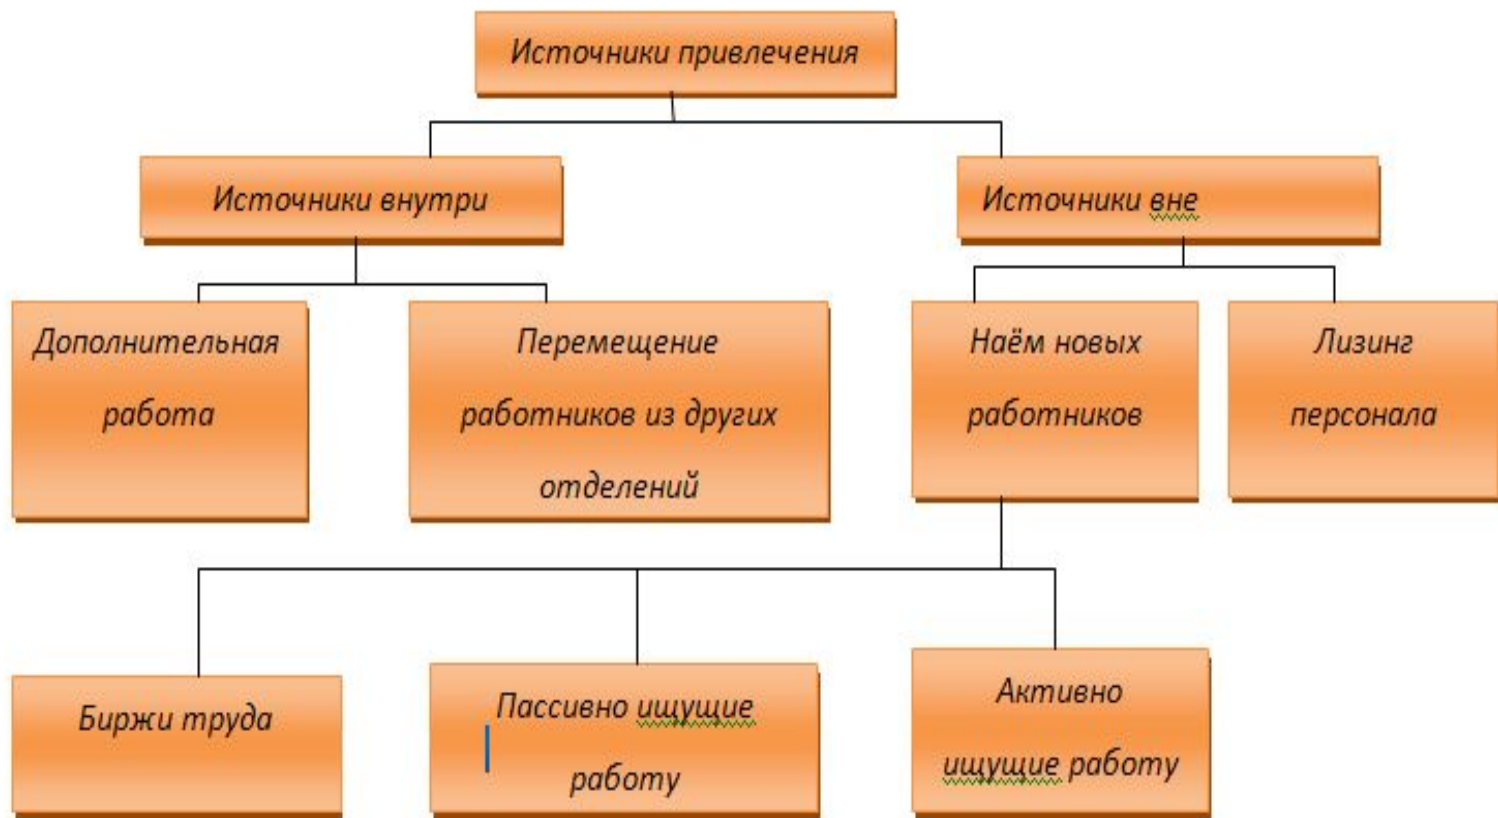 Источники привлечения
Источники внутри
Источники вне
Дополнительная
работа
Перемещение
работников из других
отделений
Наём новых
работников
Лизинг
персонала
Биржи труда
Пассивно ищущие
работу
Активно
ищущие работу